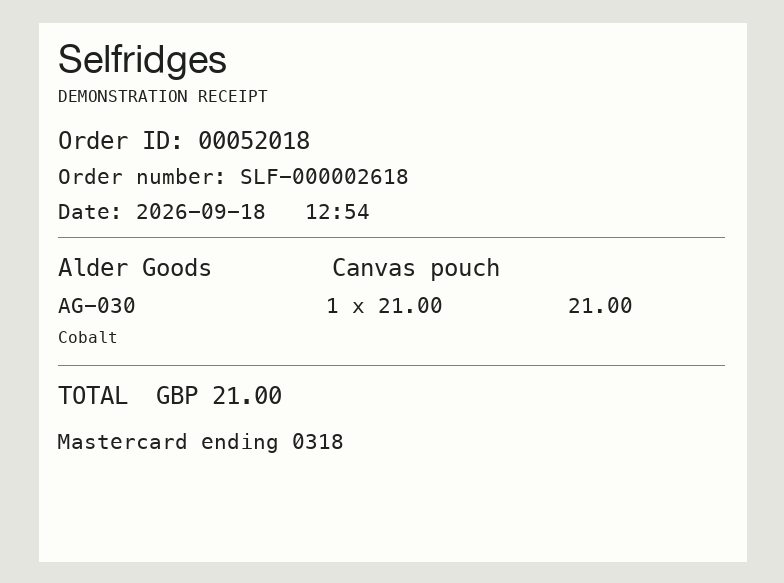 Selfridges
DEMONSTRATION RECEIPT
Order ID: 00052018
Order number: SLF-000002618
Date: 2026-09-18 12:54
Alder Goods Canvas pouch
AG-030 1 x 21.00 21.00
Cobalt
TOTAL GBP 21.00
Mastercard ending 0318